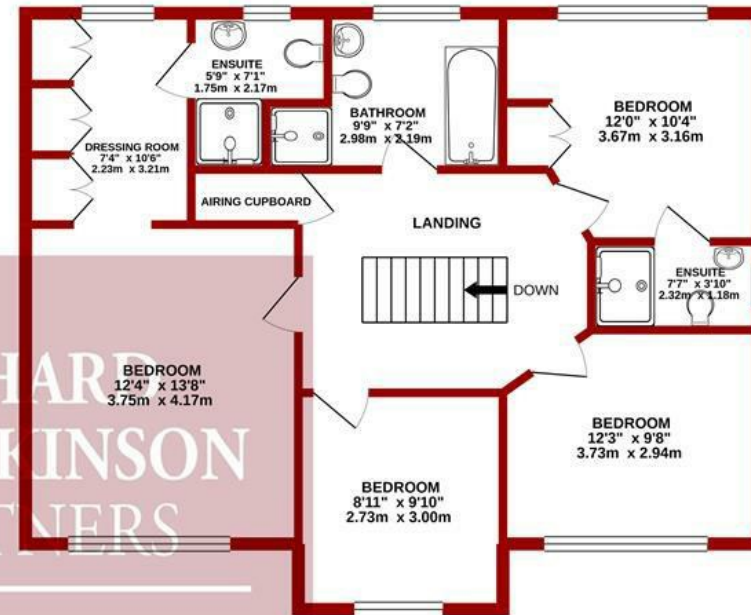 ENSUITE
5'9" x 7'1"
1.75m x 2.17m
BATHROOM
9'9" x 7'2"
2.98m x 2.19m
BEDROOM
12'0" x 10'4"
3.67m x 3.16m
DRESSING ROOM
7'4" x 10'6"
2.23m x 3.21m
AIRING CUPBOARD
LANDING
DOWN
ENSUITE
7'7" x 3'10"
2.32m x 1.18m
BEDROOM
12'4" x 13'8"
3.75m x 4.17m
BEDROOM
12'3" x 9'8"
3.73m x 2.94m
BEDROOM
8'11" x 9'10"
2.73m x 3.00m
HARD
KINSON
TNERS